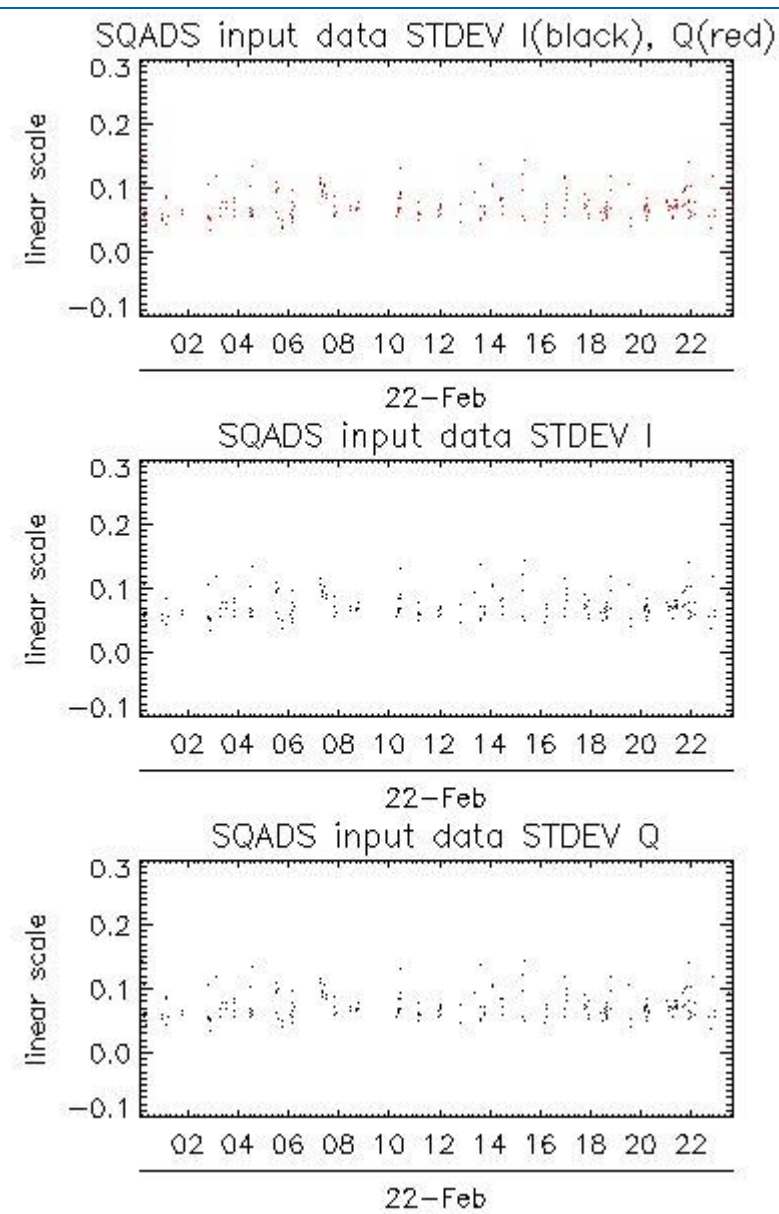 SQADS input data STDEV I(black), Q(red)
0.3
0.2
0.1
0.0
−0.1
linear scale
02 04 06 08 10 12 14 16 18 20 22
22−Feb
SQADS input data STDEV I
0.3
0.2
0.1
0.0
−0.1
linear scale
02 04 06 08 10 12 14 16 18 20 22
22−Feb
SQADS input data STDEV Q
0.3
0.2
0.1
0.0
−0.1
linear scale
02 04 06 08 10 12 14 16 18 20 22
22−Feb